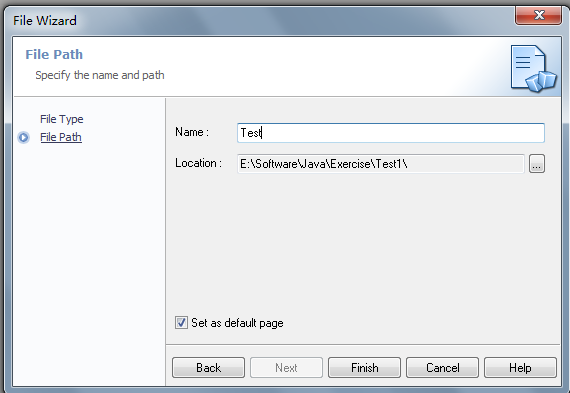 File Wizard
File Path
Specify the name and path
File Type
File Path
Name :
Test
Location :
E:\Software\Java\Exercise\Test1\
...
Set as default page
Back
Next
Finish
Cancel
Help